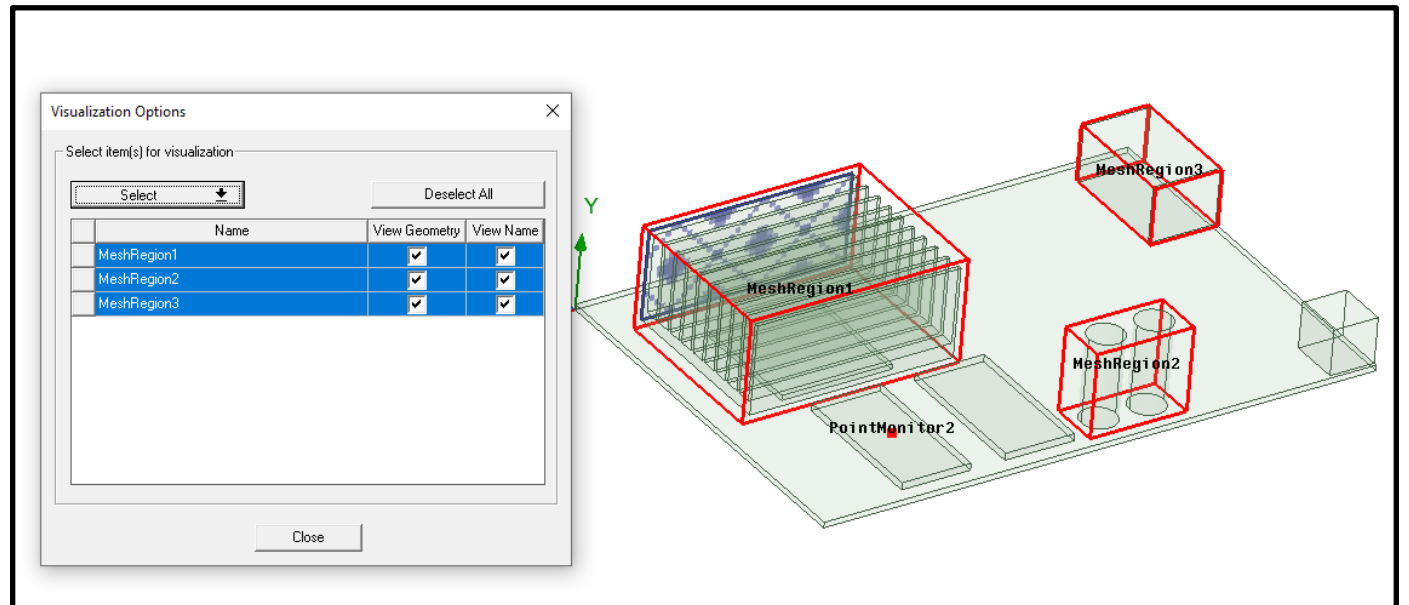 Visualization Options
Select item(s) for visualization
Select
Deselect All
Name View Geometry View Name
MeshRegion1
MeshRegion2
MeshRegion3
Close
Y
MeshRegion3
MeshRegion1
MeshRegion2
PointMonitor2